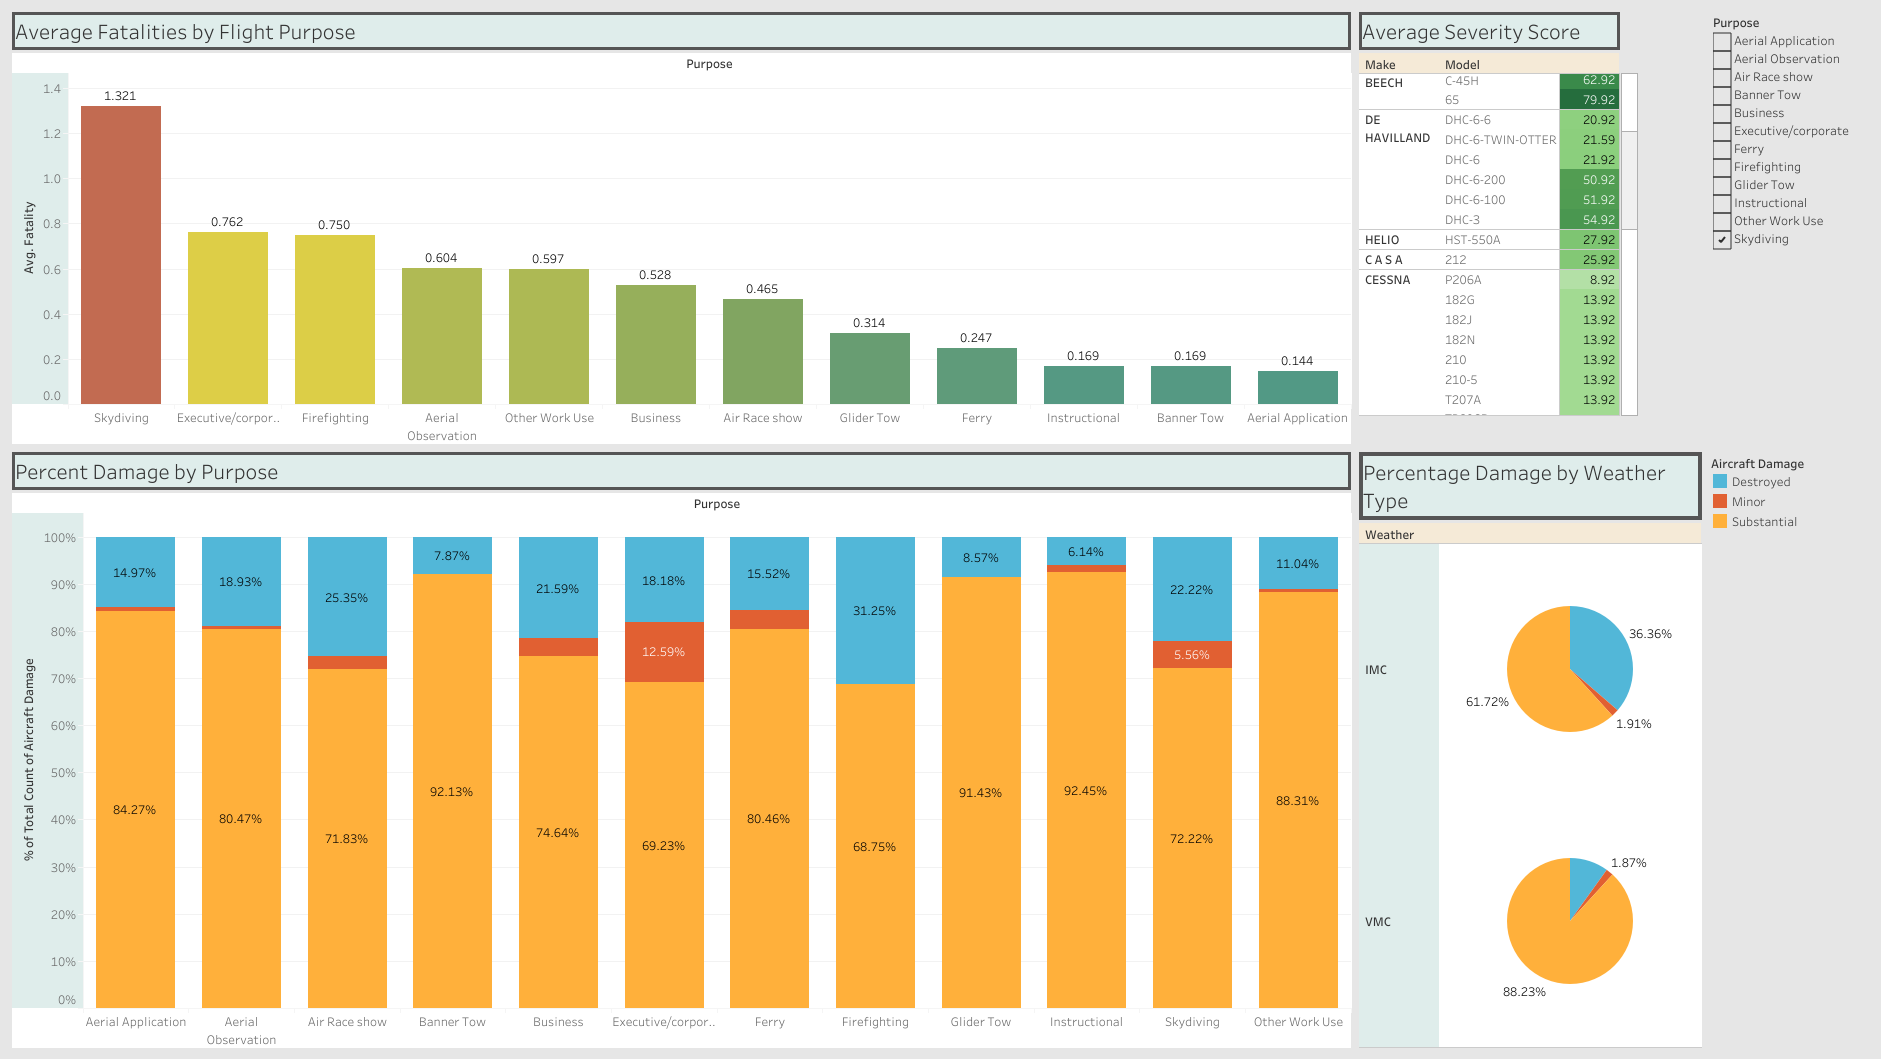 Average Fatalities by Flight Purpose
Purpose
Avg. Fatality
1.4
1.2
1.0
0.8
0.6
0.4
0.2
0.0
1.321
0.762
0.750
0.604
0.597
0.528
0.465
0.314
0.247
0.169
0.169
0.144
Skydiving
Executive/corpor..
Firefighting
Aerial
Observation
Other Work Use
Business
Air Race show
Glider Tow
Ferry
Instructional
Banner Tow
Aerial Application
Average Severity Score
Make Model
BEECH C-45H 62.92
65 79.92
DE DHC-6-6 20.92
HAVILLAND DHC-6-TWIN-OTTER 21.59
DHC-6 21.92
DHC-6-200 50.92
DHC-6-100 51.92
DHC-3 54.92
HELIO HST-550A 27.92
C A S A 212 25.92
CESSNA P206A 8.92
182G 13.92
182J 13.92
182N 13.92
210 13.92
210-5 13.92
T207A 13.92
Purpose
Aerial Application
Aerial Observation
Air Race show
Banner Tow
Business
Executive/corporate
Ferry
Firefighting
Glider Tow
Instructional
Other Work Use
Skydiving
Percent Damage by Purpose
Purpose
% of Total Count of Aircraft Damage
100%
90%
80%
70%
60%
50%
40%
30%
20%
10%
0%
14.97%
84.27%
18.93%
80.47%
25.35%
71.83%
7.87%
92.13%
21.59%
74.64%
18.18%
12.59%
69.23%
15.52%
80.46%
31.25%
68.75%
8.57%
91.43%
6.14%
92.45%
22.22%
5.56%
72.22%
11.04%
88.31%
Aerial Application
Aerial
Observation
Air Race show
Banner Tow
Business
Executive/corpor..
Ferry
Firefighting
Glider Tow
Instructional
Skydiving
Other Work Use
Percentage Damage by Weather
Type
Weather
IMC
36.36%
61.72%
1.91%
VMC
1.87%
88.23%
Aircraft Damage
Destroyed
Minor
Substantial